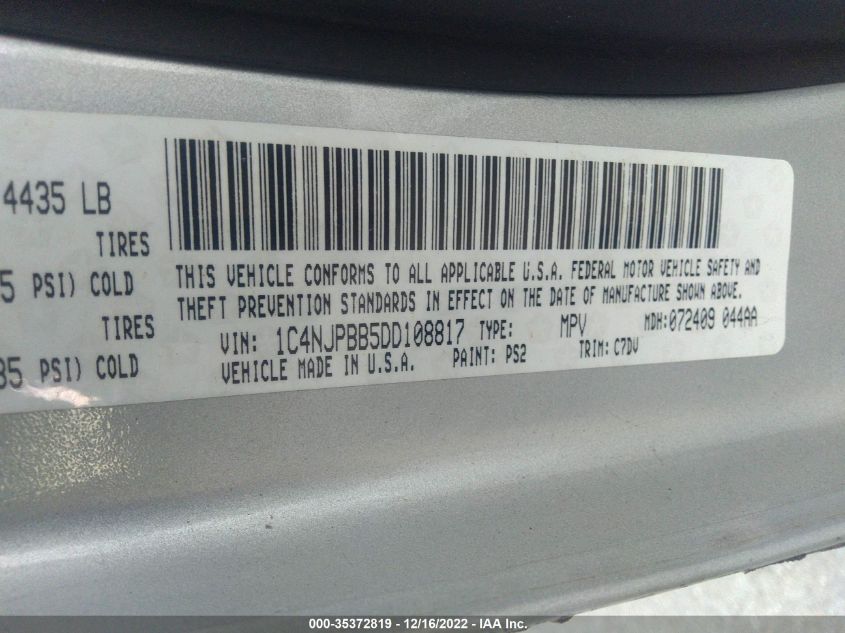 4435 LB
TIRES
5 PSI) COLD
TIRES
35 PSI) COLD
THIS VEHICLE CONFORMS TO ALL APPLICABLE U.S.A. FEDERAL MOTOR VEHICLE SAFETY AND
THEFT PREVENTION STANDARDS IN EFFECT ON THE DATE OF MANUFACTURE SHOWN ABOVE.
VIN: 1C4NJPBB5DD108817 TYPE: MPV MDH:072409 044AA
VEHICLE MADE IN U.S.A. PAINT: PS2 TRIM: C7DV
000-35372819 - 12/16/2022 - IAA Inc.